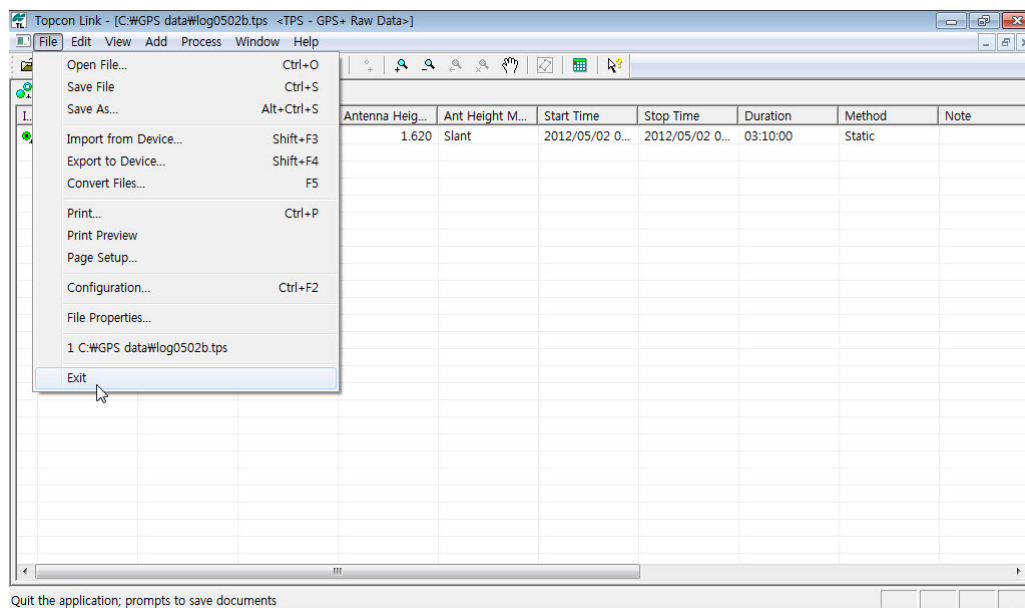 Topcon Link - [C:₩GPS data₩log0502b.tps <TPS - GPS+ Raw Data>]
File Edit View Add Process Window Help
Open File... Ctrl+O
Save File Ctrl+S
Save As... Alt+Ctrl+S
Import from Device... Shift+F3
Export to Device... Shift+F4
Convert Files... F5
Print... Ctrl+P
Print Preview
Page Setup...
Configuration... Ctrl+F2
File Properties...
1 C:₩GPS data₩log0502b.tps
Exit
I... Antenna Heig... Ant Height M... Start Time Stop Time Duration Method Note
1.620 Slant 2012/05/02 0... 2012/05/02 0... 03:10:00 Static
Quit the application; prompts to save documents